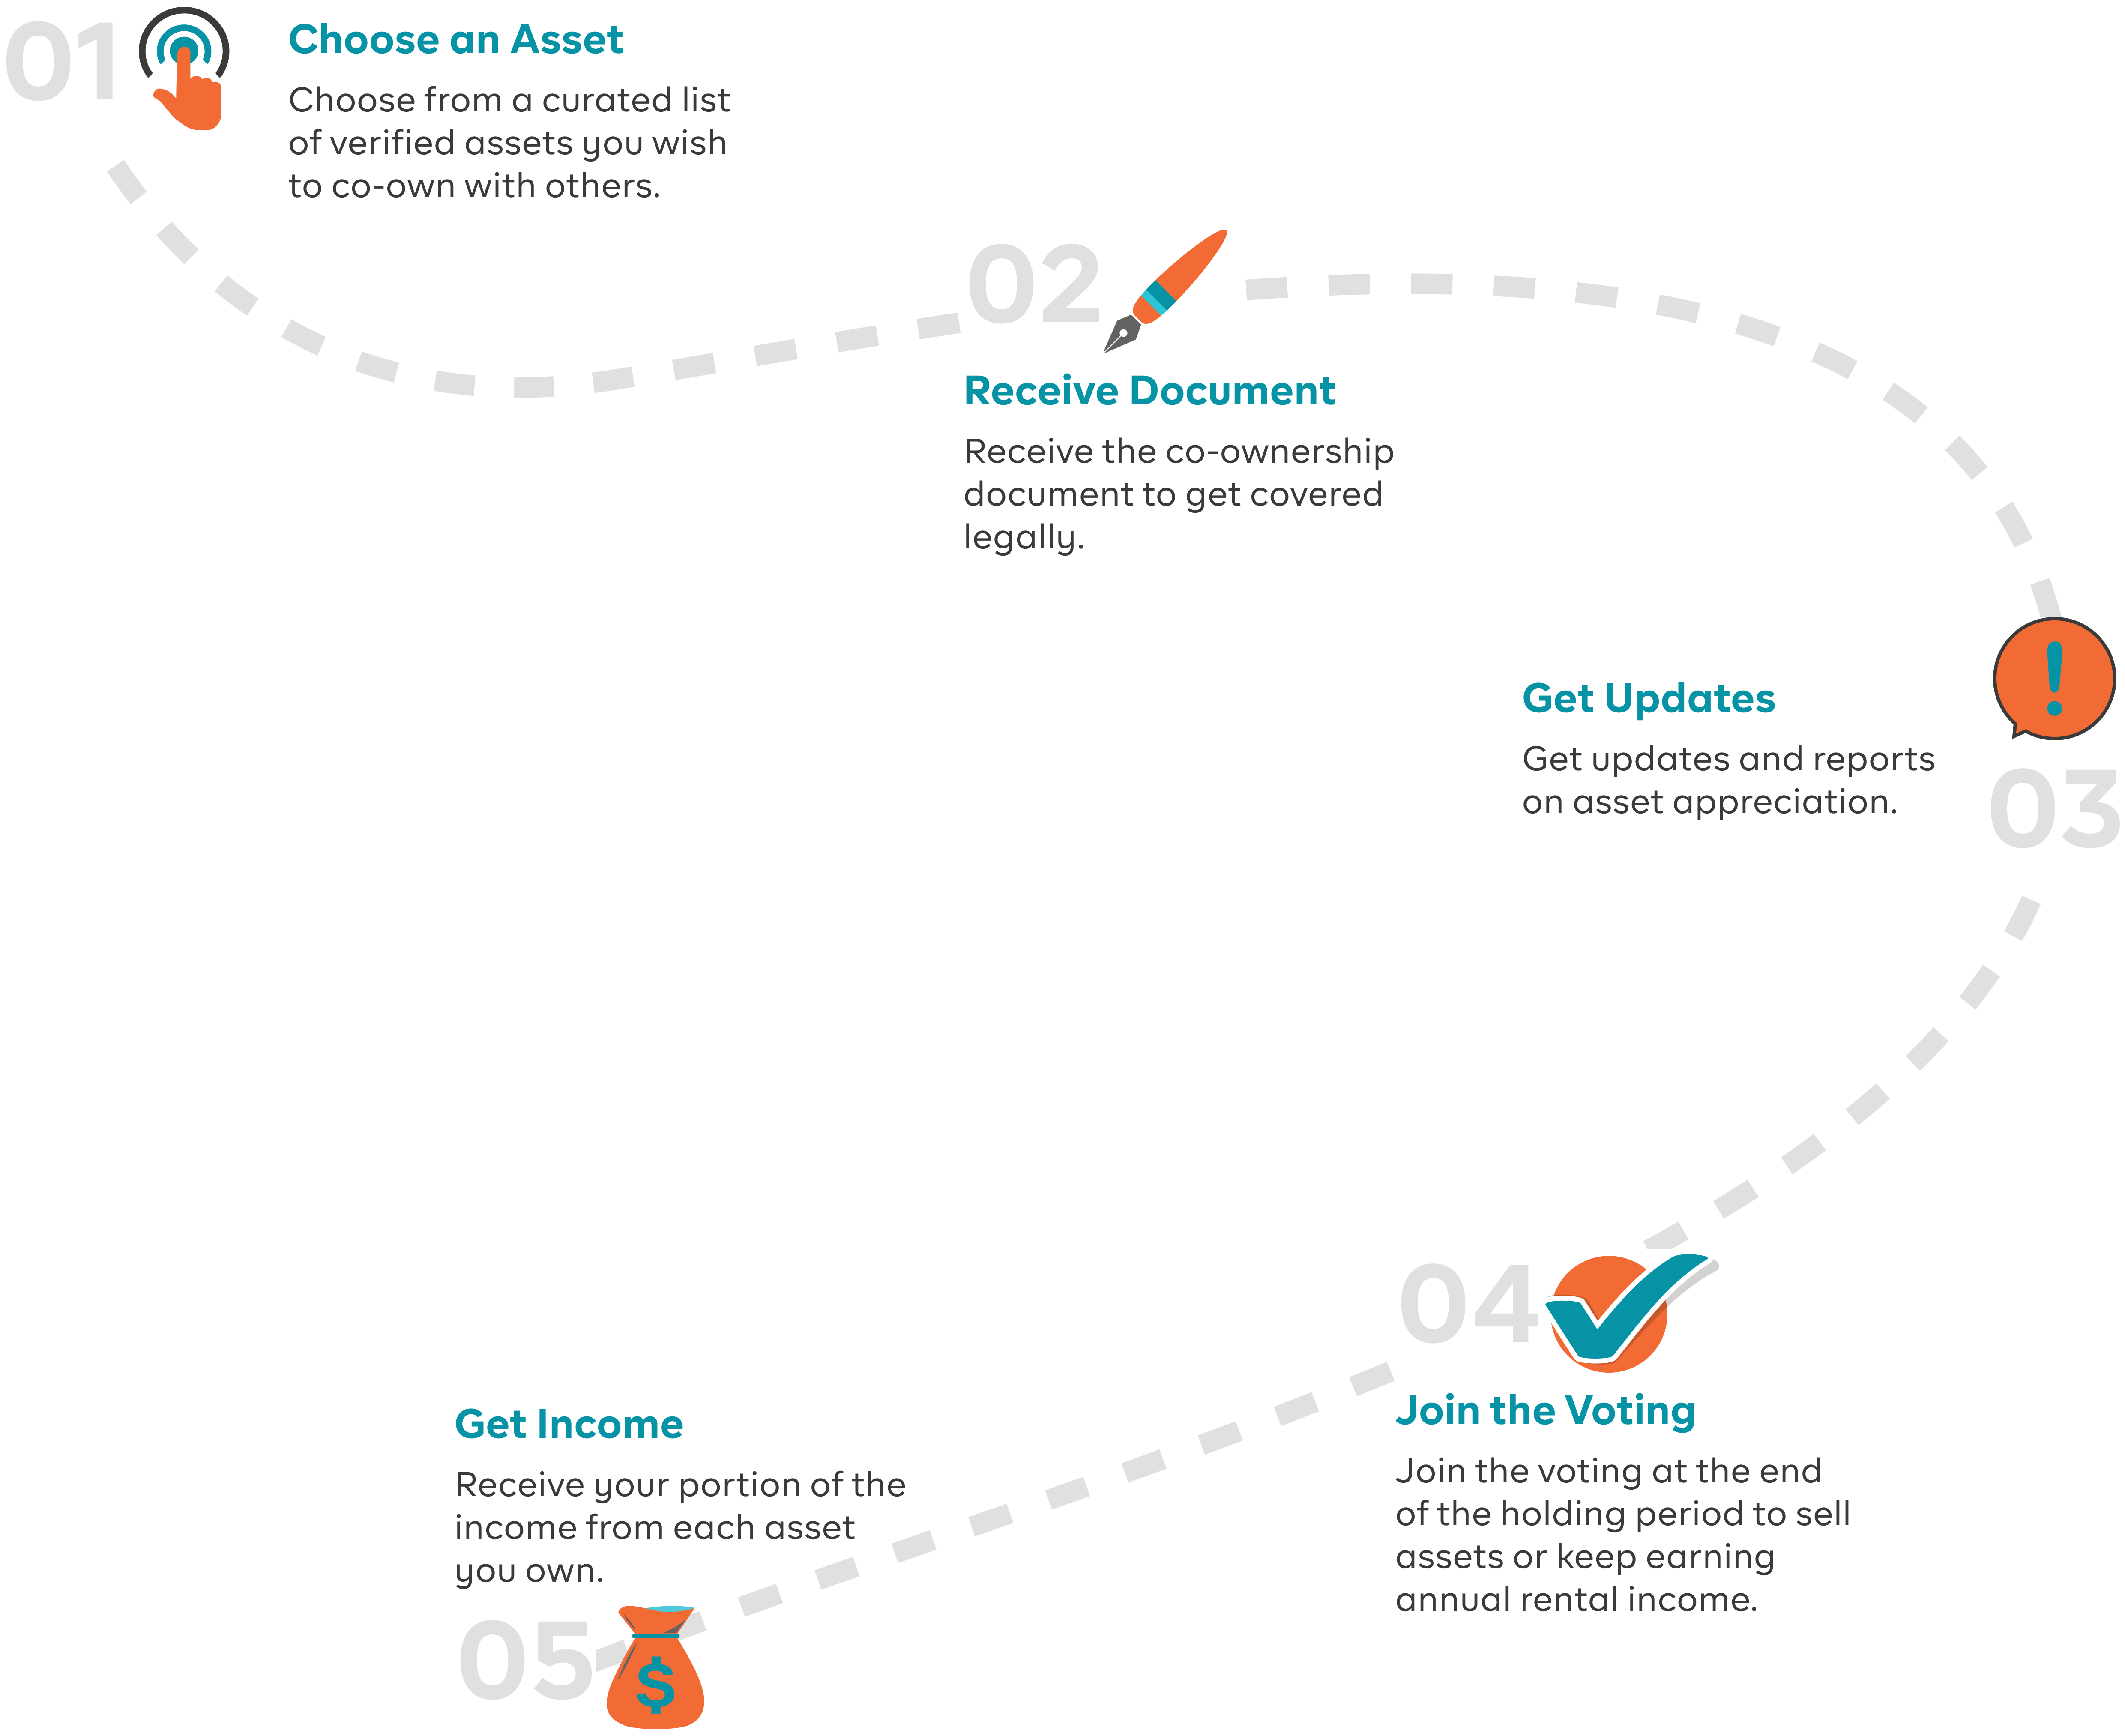 01
Choose an Asset
Choose from a curated list
of verified assets you wish
to co-own with others.
02
Receive Document
Receive the co-ownership
document to get covered
legally.
!
Get Updates
Get updates and reports
on asset appreciation.
03
04
Join the Voting
Join the voting at the end
of the holding period to sell
assets or keep earning
annual rental income.
Get Income
Receive your portion of the
income from each asset
you own.
05
$